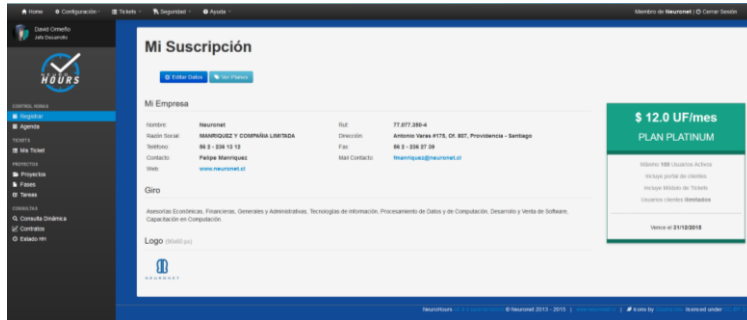 Home Configuración Tickets Seguridad Ayuda
Miembro de Neuronet | Cerrar Sesión
David Ormeño
Jefe Desarrollo
HOURS
CONTROL HORAS
Registrar
Agenda
TICKETS
Mis Ticket
PROYECTOS
Proyectos
Fases
Tareas
CONSULTAS
Consulta Dinámica
Contratos
Estado HH
Mi Suscripción
Editar Datos Ver Planes
Mi Empresa
Nombre: Neuronet Rut: 77.077.380-4
Razón Social: MANRIQUEZ Y COMPAÑIA LIMITADA Dirección: Antonio Varas #175, Of. 807, Providencia - Santiago
Teléfono: 56 2 - 236 13 12 Fax: 56 2 - 236 27 39
Contacto: Felipe Manriquez Mail Contacto: fmanriquez@neuronet.cl
Web: www.neuronet.cl
Giro
Asesorías Económicas, Financieras, Generales y Administrativas, Tecnologías de Información, Procesamiento de Datos y de Computación, Desarrollo y Venta de Software,
Capacitación en Computación.
Logo
NEURONET
$ 12.0 UF/mes
PLAN PLATINUM
Máximo 100 Usuarios Activos
Incluye portal de clientes
Incluye Módulo de Tickets
Usuarios clientes Ilimitados
Vence el 31/12/2018
NeuroHours © Neuronet 2013 - 2015 | | Icons by licensed under